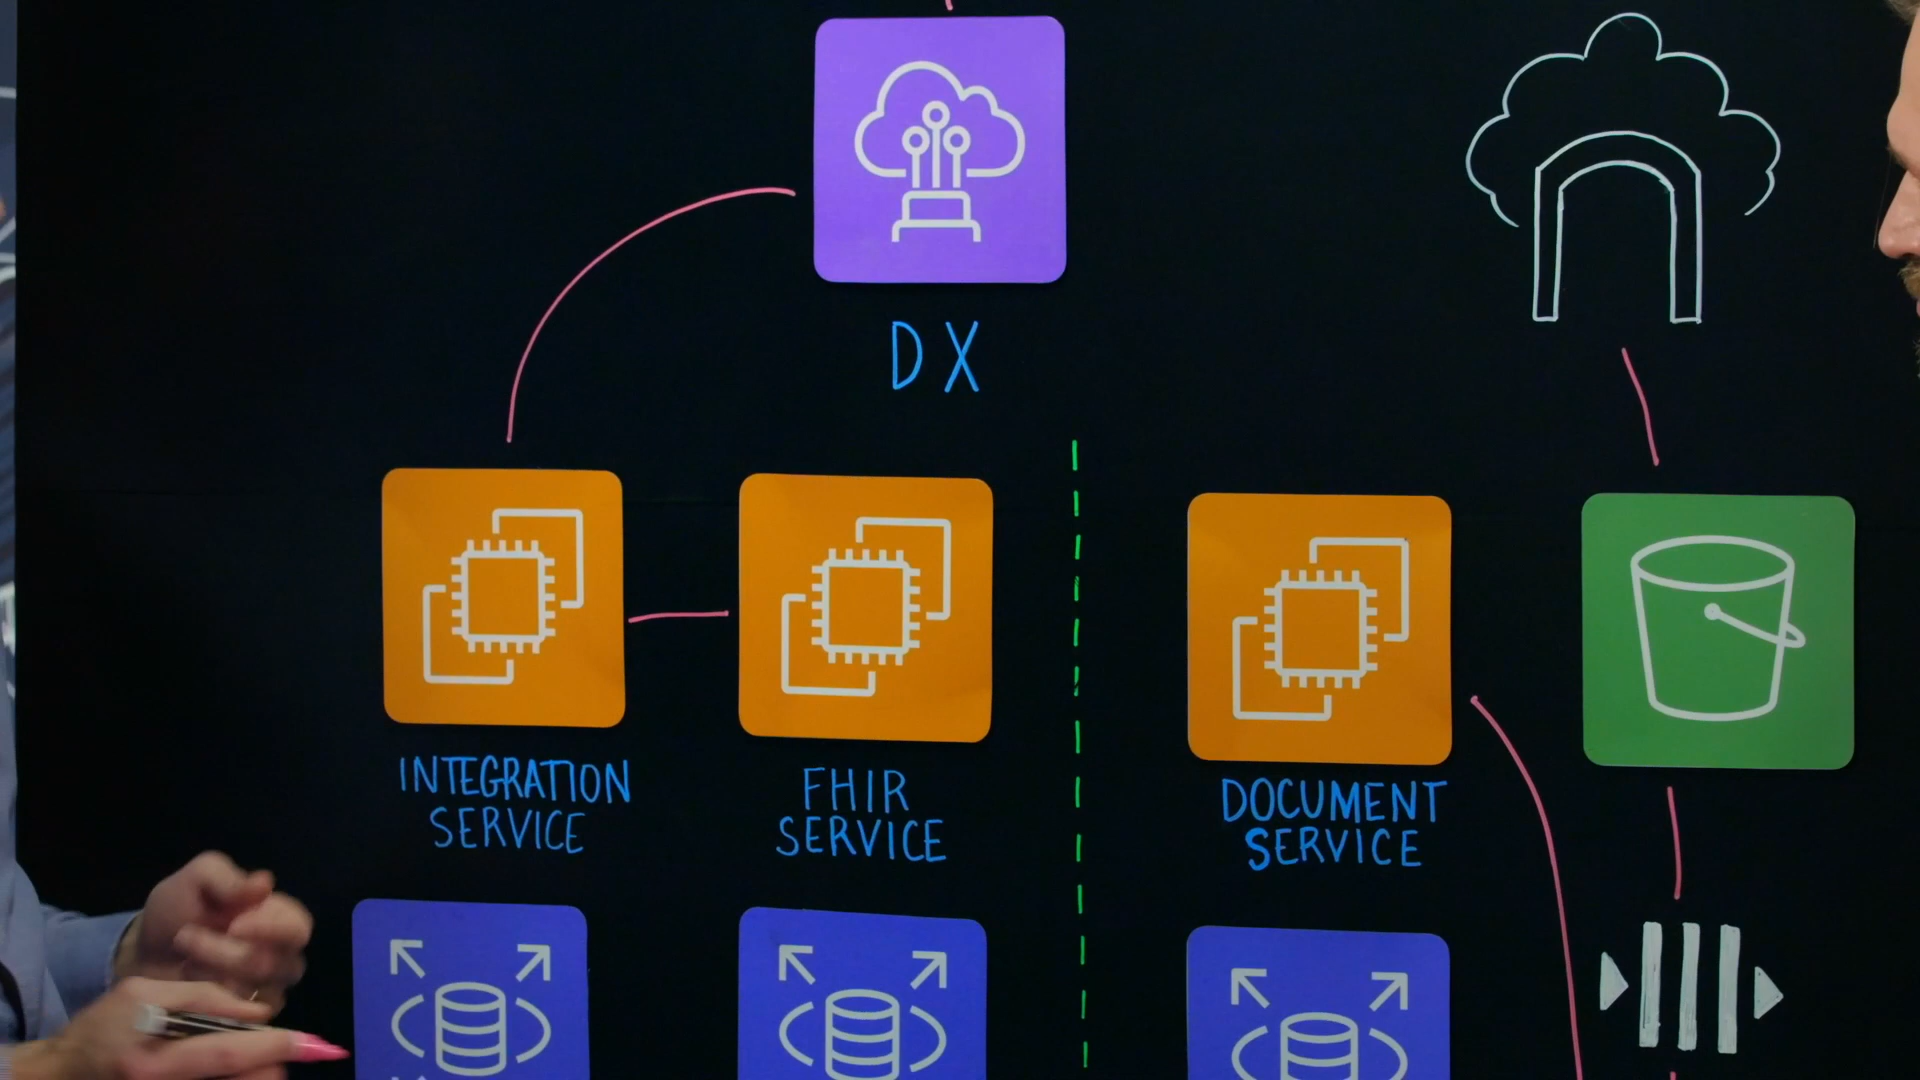 DX
INTEGRATION
SERVICE
FHIR
SERVICE
DOCUMENT
SERVICE